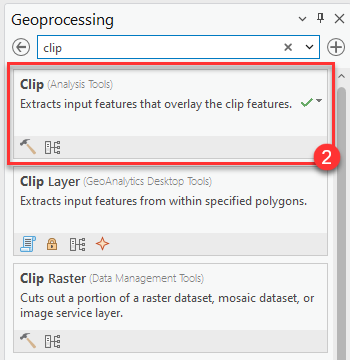 Geoprocessing
clip
Clip (Analysis Tools)
Extracts input features that overlay the clip features.
2
Clip Layer (GeoAnalytics Desktop Tools)
Extracts input features from within specified polygons.
Clip Raster (Data Management Tools)
Cuts out a portion of a raster dataset, mosaic dataset, or
image service layer.